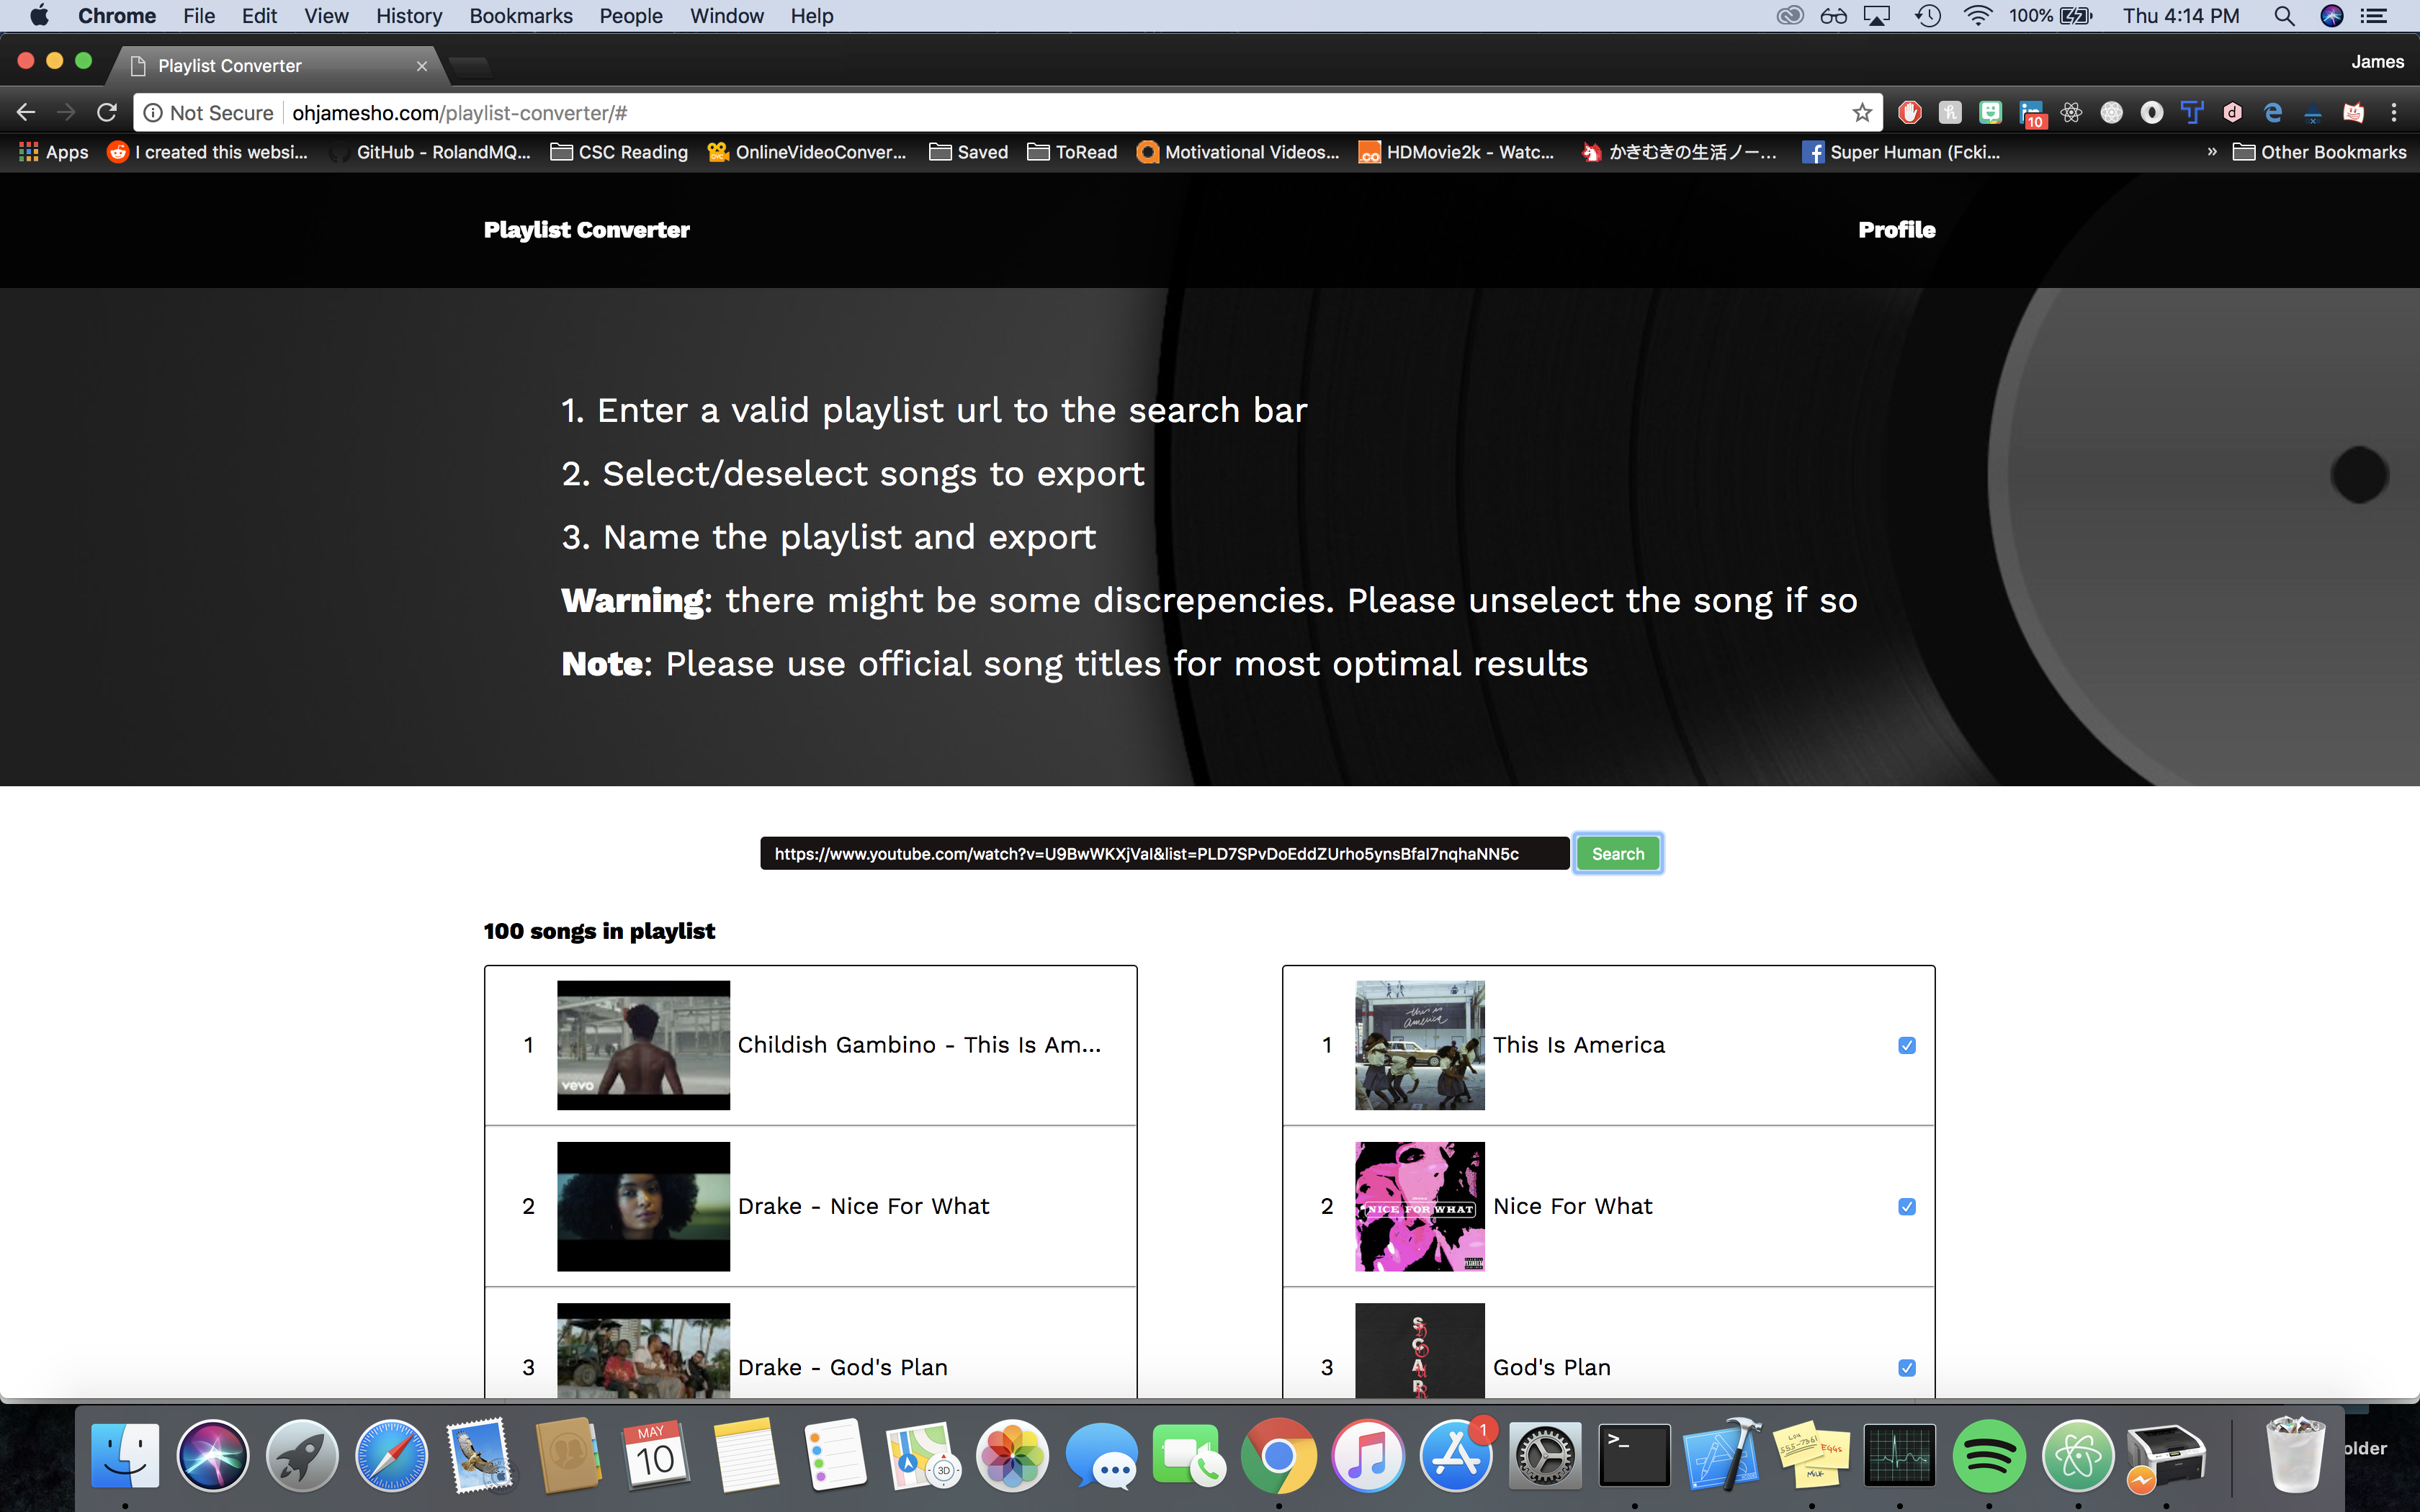 Chrome File Edit View History Bookmarks People Window Help 100% Thu 4:14 PM
Playlist Converter James
Not Secure ohjamesho.com/playlist-converter/#
10
Apps I created this websi... GitHub - RolandMQ... CSC Reading OnlineVideoConver... Saved ToRead Motivational Videos... HDMovie2k - Watc... かきむきの生活ノー... Super Human (Fcki... » Other Bookmarks
Playlist Converter Profile
1. Enter a valid playlist url to the search bar
2. Select/deselect songs to export
3. Name the playlist and export
Warning: there might be some discrepencies. Please unselect the song if so
Note: Please use official song titles for most optimal results
https://www.youtube.com/watch?v=U9BwWKXjVaI&list=PLD7SPvDoEddZUrho5ynsBfaI7nqhaNN5c Search
100 songs in playlist
1 vevo Childish Gambino - This Is Am...
1 this is america This Is America
2 Drake - Nice For What
2 NICE FOR WHAT Nice For What
3 Drake - God's Plan
3 God's Plan
MAY
10
3D
1
older